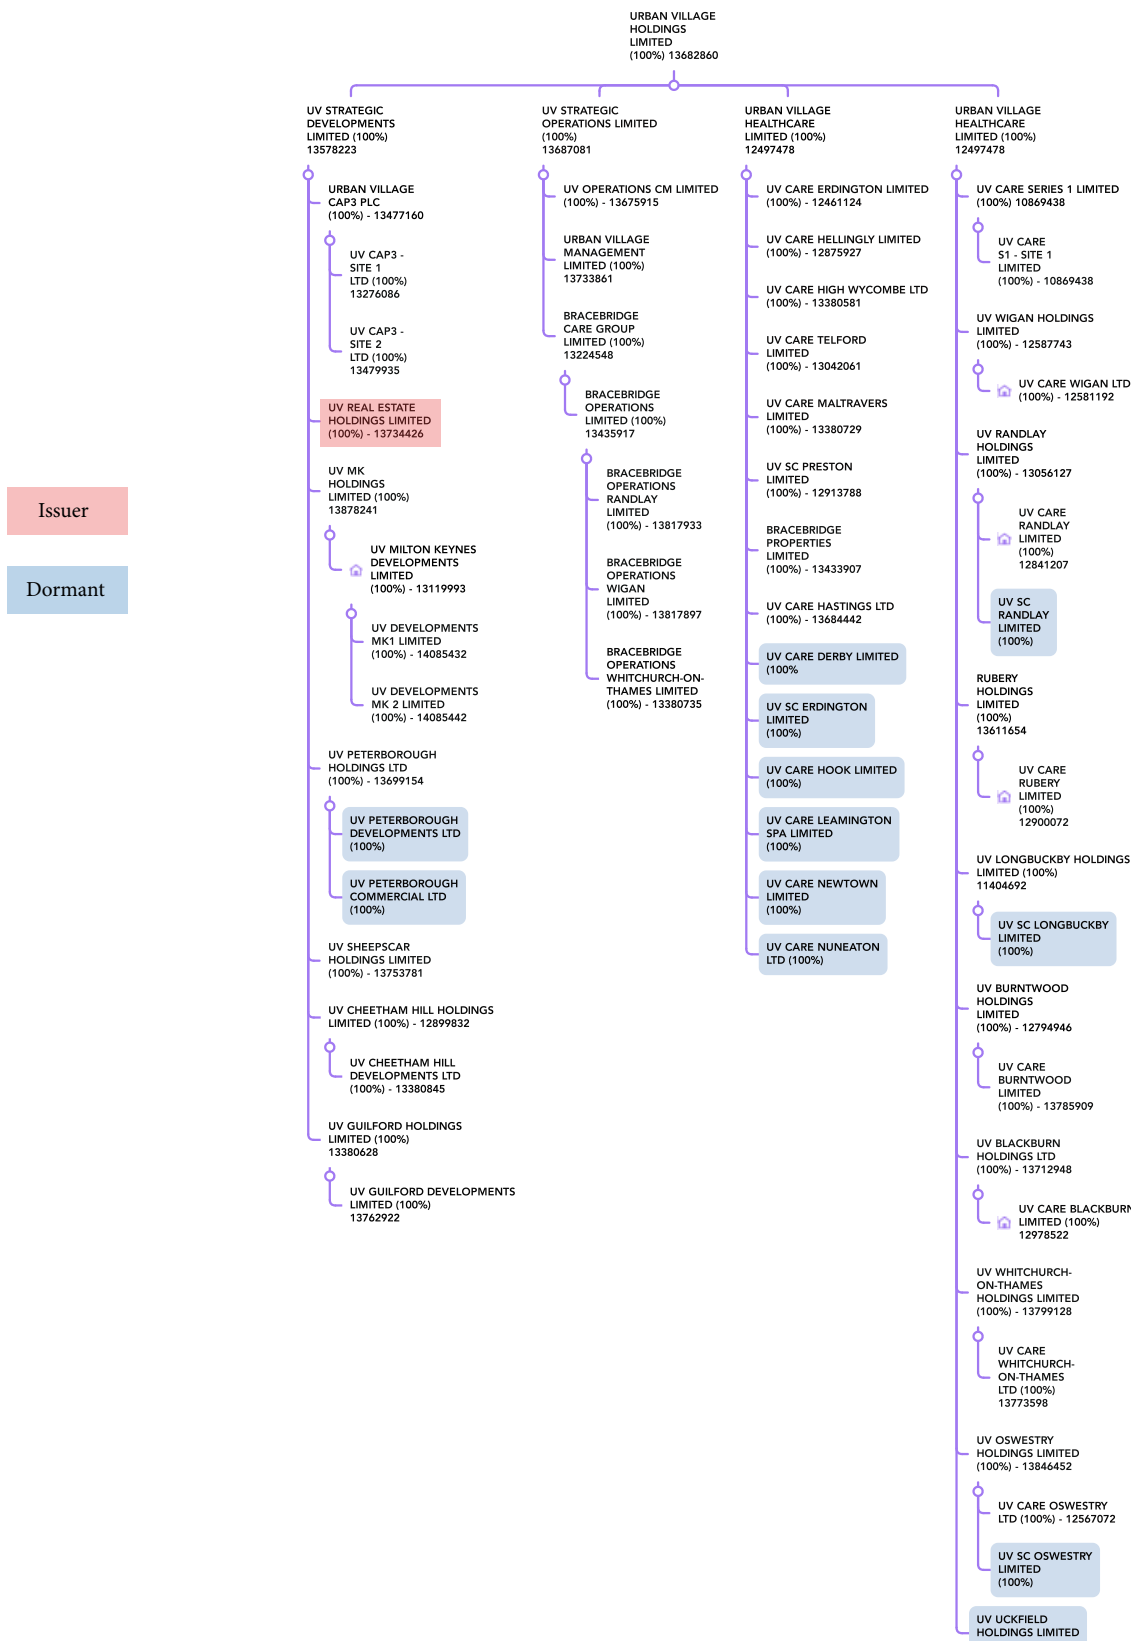 URBAN VILLAGE
HOLDINGS
LIMITED
(100%) 13682860
UV STRATEGIC
DEVELOPMENTS
LIMITED (100%)
13578223
URBAN VILLAGE
CAP3 PLC
(100%) - 13477160
UV CAP3 -
SITE 1
LTD (100%)
13276086
UV CAP3 -
SITE 2
LTD (100%)
13479935
UV REAL ESTATE
HOLDINGS LIMITED
(100%) - 13734426
UV MK
HOLDINGS
LIMITED (100%)
13878241
UV MILTON KEYNES
DEVELOPMENTS
LIMITED
(100%) - 13119993
UV DEVELOPMENTS
MK1 LIMITED
(100%) - 14085432
UV DEVELOPMENTS
MK 2 LIMITED
(100%) - 14085442
UV PETERBOROUGH
HOLDINGS LTD
(100%) - 13699154
UV PETERBOROUGH
DEVELOPMENTS LTD
(100%)
UV PETERBOROUGH
COMMERCIAL LTD
(100%)
UV SHEEPSCAR
HOLDINGS LIMITED
(100%) - 13753781
UV CHEETHAM HILL HOLDINGS
LIMITED (100%) - 12899832
UV CHEETHAM HILL
DEVELOPMENTS LTD
(100%) - 13380845
UV GUILFORD HOLDINGS
LIMITED (100%)
13380628
UV GUILFORD DEVELOPMENTS
LIMITED (100%)
13762922
Issuer
Dormant
UV STRATEGIC
OPERATIONS LIMITED
(100%)
13687081
UV OPERATIONS CM LIMITED
(100%) - 13675915
URBAN VILLAGE
MANAGEMENT
LIMITED (100%)
13733861
BRACEBRIDGE
CARE GROUP
LIMITED (100%)
13224548
BRACEBRIDGE
OPERATIONS
LIMITED (100%)
13435917
BRACEBRIDGE
OPERATIONS
RANDLAY
LIMITED
(100%) - 13817933
BRACEBRIDGE
OPERATIONS
WIGAN
LIMITED
(100%) - 13817897
BRACEBRIDGE
OPERATIONS
WHITCHURCH-ON-
THAMES LIMITED
(100%) - 13380735
URBAN VILLAGE
HEALTHCARE
LIMITED (100%)
12497478
UV CARE ERDINGTON LIMITED
(100%) - 12461124
UV CARE HELLINGLY LIMITED
(100%) - 12875927
UV CARE HIGH WYCOMBE LTD
(100%) - 13380581
UV CARE TELFORD
LIMITED
(100%) - 13042061
UV CARE MALTRAVERS
LIMITED
(100%) - 13380729
UV SC PRESTON
LIMITED
(100%) - 12913788
BRACEBRIDGE
PROPERTIES
LIMITED
(100%) - 13433907
UV CARE HASTINGS LTD
(100%) - 13684442
UV CARE DERBY LIMITED
(100%
UV SC ERDINGTON
LIMITED
(100%)
UV CARE HOOK LIMITED
(100%)
UV CARE LEAMINGTON
SPA LIMITED
(100%)
UV CARE NEWTOWN
LIMITED
(100%)
UV CARE NUNEATON
LTD (100%)
URBAN VILLAGE
HEALTHCARE
LIMITED (100%)
12497478
UV CARE SERIES 1 LIMITED
(100%) 10869438
UV CARE
S1 - SITE 1
LIMITED
(100%) - 10869438
UV WIGAN HOLDINGS
LIMITED
(100%) - 12587743
UV CARE WIGAN LTD
(100%) - 12581192
UV RANDLAY
HOLDINGS
LIMITED
(100%) - 13056127
UV CARE
RANDLAY
LIMITED
(100%)
12841207
UV SC
RANDLAY
LIMITED
(100%)
RUBERY
HOLDINGS
LIMITED
(100%)
13611654
UV CARE
RUBERY
LIMITED
(100%)
12900072
UV LONGBUCKBY HOLDINGS
LIMITED (100%)
11404692
UV SC LONGBUCKBY
LIMITED
(100%)
UV BURNTWOOD
HOLDINGS
LIMITED
(100%) - 12794946
UV CARE
BURNTWOOD
LIMITED
(100%) - 13785909
UV BLACKBURN
HOLDINGS LTD
(100%) - 13712948
UV CARE BLACKBURN
LIMITED (100%)
12978522
UV WHITCHURCH-
ON-THAMES
HOLDINGS LIMITED
(100%) - 13799128
UV CARE
WHITCHURCH-
ON-THAMES
LTD (100%)
13773598
UV OSWESTRY
HOLDINGS LIMITED
(100%) - 13846452
UV CARE OSWESTRY
LTD (100%) - 12567072
UV SC OSWESTRY
LIMITED
(100%)
UV UCKFIELD
HOLDINGS LIMITED